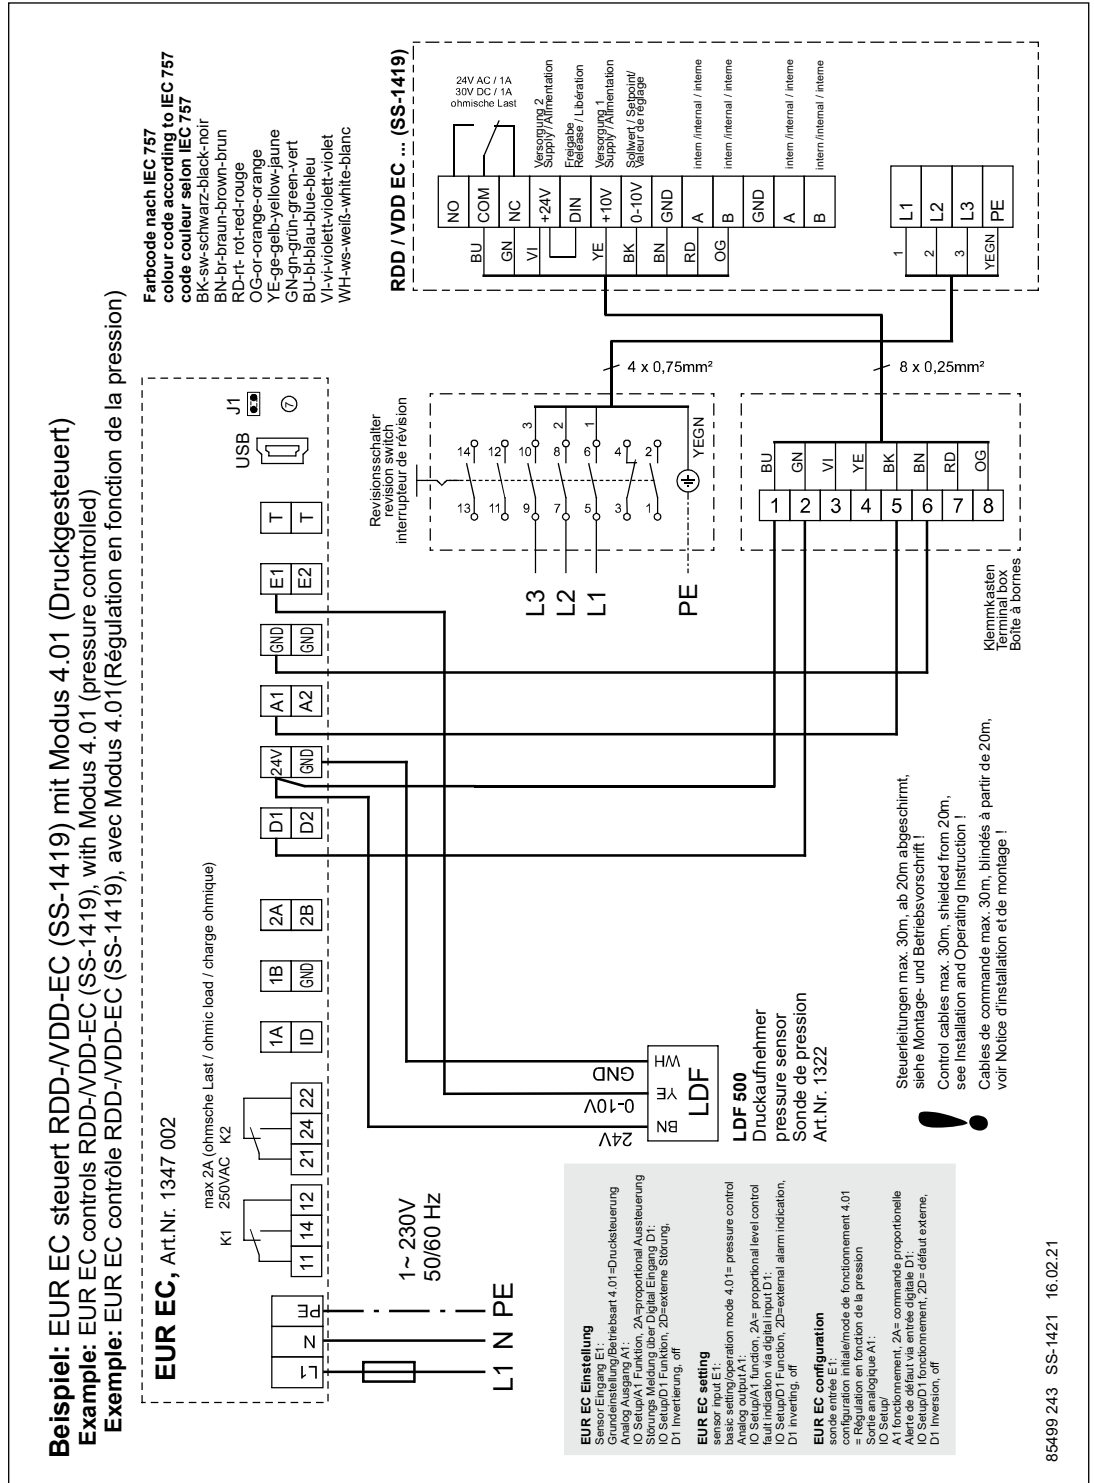 Beispiel: EUR EC steuert RDD-/VDD-EC (SS-1419) mit Modus 4.01 (Druckgesteuert)
Example: EUR EC controls RDD-/VDD-EC (SS-1419), with Modus 4.01 (pressure controlled)
Exemple: EUR EC contrôle RDD-/VDD-EC (SS-1419), avec Modus 4.01(Régulation en fonction de la pression)
EUR EC, Art.Nr. 1347 002
max 2A (ohmsche Last / ohmic load / charge ohmique)
250VAC
K1
K2
L1
N
PE
11
14
12
21
24
22
1A
ID
1B
GND
2A
2B
D1
D2
24V
GND
A1
A2
GND
GND
E1
E2
T
T
USB
J1
7
1~ 230V
50/60 Hz
L1
N
PE
Farbcode nach IEC 757
colour code according to IEC 757
code couleur selon IEC 757
BK-sw-schwarz-black-noir
BN-br-braun-brown-brun
RD-rt- rot-red-rouge
OG-or-orange-orange
YE-ge-gelb-yellow-jaune
GN-gn-grün-green-vert
BU-bl-blau-blue-bleu
VI-vi-violett-violet
WH-ws-weiß-white-blanc
Revisionsschalter
revision switch
interrupteur de révision
13
14
11
12
9
10
7
8
5
6
3
4
1
2
3
2
1
YEGN
L3
L2
L1
PE
4 x 0,75mm²
8 x 0,25mm²
RDD / VDD EC ... (SS-1419)
24V AC / 1A
30V DC / 1A
ohmische Last
NO
COM
NC
+24V
DIN
+10V
0-10V
GND
A
B
GND
A
B
BU
GN
VI
YE
BK
BN
RD
OG
Versorgung 2
Supply / Alimentation
Freigabe
Release / Libération
Versorgung 1
Supply / Alimentation
Sollwert / Setpoint/
Valeur de réglage
intern /internal / interne
intern /internal / interne
intern /internal / interne
intern /internal / interne
L1
L2
L3
PE
1
2
3
YEGN
BU
GN
VI
YE
BK
BN
RD
OG
1
2
3
4
5
6
7
8
Klemmkasten
Terminal box
Boîte à bornes
24V
0-10V
GND
BN
YE
WH
LDF
LDF 500
Druckaufnehmer
pressure sensor
Sonde de pression
Art.Nr. 1322
Steuerleitungen max. 30m, ab 20m abgeschirmt,
siehe Montage- und Betriebsvorschrift !
Control cables max. 30m, shielded from 20m,
see Installation and Operating Instruction !
Cables de commande max. 30m, blindés à partir de 20m,
voir Notice d'installation et de montage !
!
EUR EC Einstellung
Sensor Eingang E1:
Grundeinstellung/Betriebsart 4.01=Drucksteuerung
Analog Ausgang A1:
IO Setup/A1 Funktion, 2A=proportional Aussteuerung
Störungs Meldung über Digital Eingang D1:
IO Setup/D1 Funktion, 2D=externe Störung,
D1 Invertierung, off
EUR EC setting
sensor input E1:
basic setting/operation mode 4.01= pressure control
Analog output A1:
IO Setup/A1 function, 2A= proportional level control
fault indication via digital input D1:
IO Setup/D1 Function, 2D=external alarm indication,
D1 inverting, off
EUR EC configuration
sonde entrée E1:
configuration initiale/mode de fonctionnement 4.01
= Régulation en fonction de la pression
Sortie analogique A1:
IO Setup/
A1 fonctionnement, 2A= commande proportionelle
Alerte de défaut via entrée digitale D1:
IO Setup/D1 fonctionnement, 2D= défaut externe,
D1 Inversion, off
85499 243 SS-1421 16.02.21